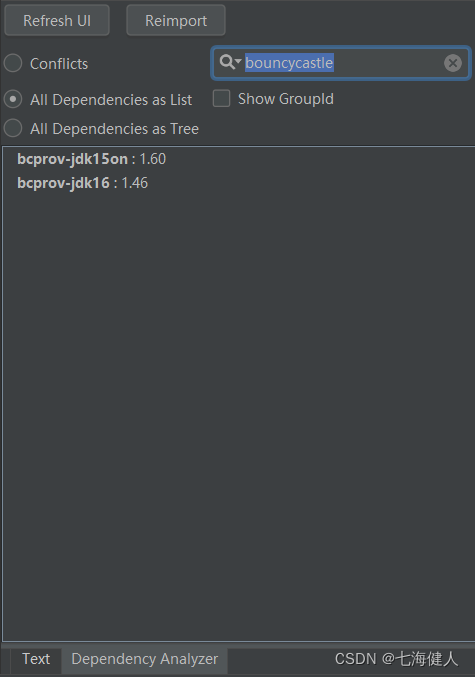 Refresh UI Reimport
Conflicts bouncycastle
All Dependencies as List Show GroupId
All Dependencies as Tree
bcprov-jdk15on : 1.60
bcprov-jdk16 : 1.46
Text Dependency Analyzer CSDN @七海健人